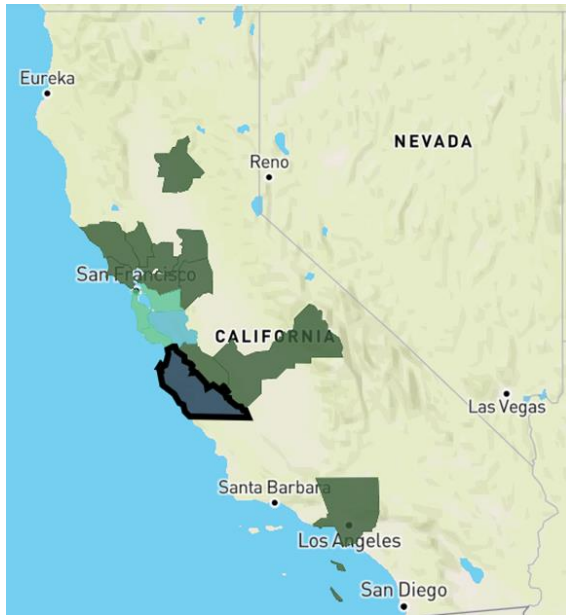 Eureka
NEVADA
Reno
San Francisco
CALIFORNIA
Las Vegas
Santa Barbara
Los Angeles
San Diego